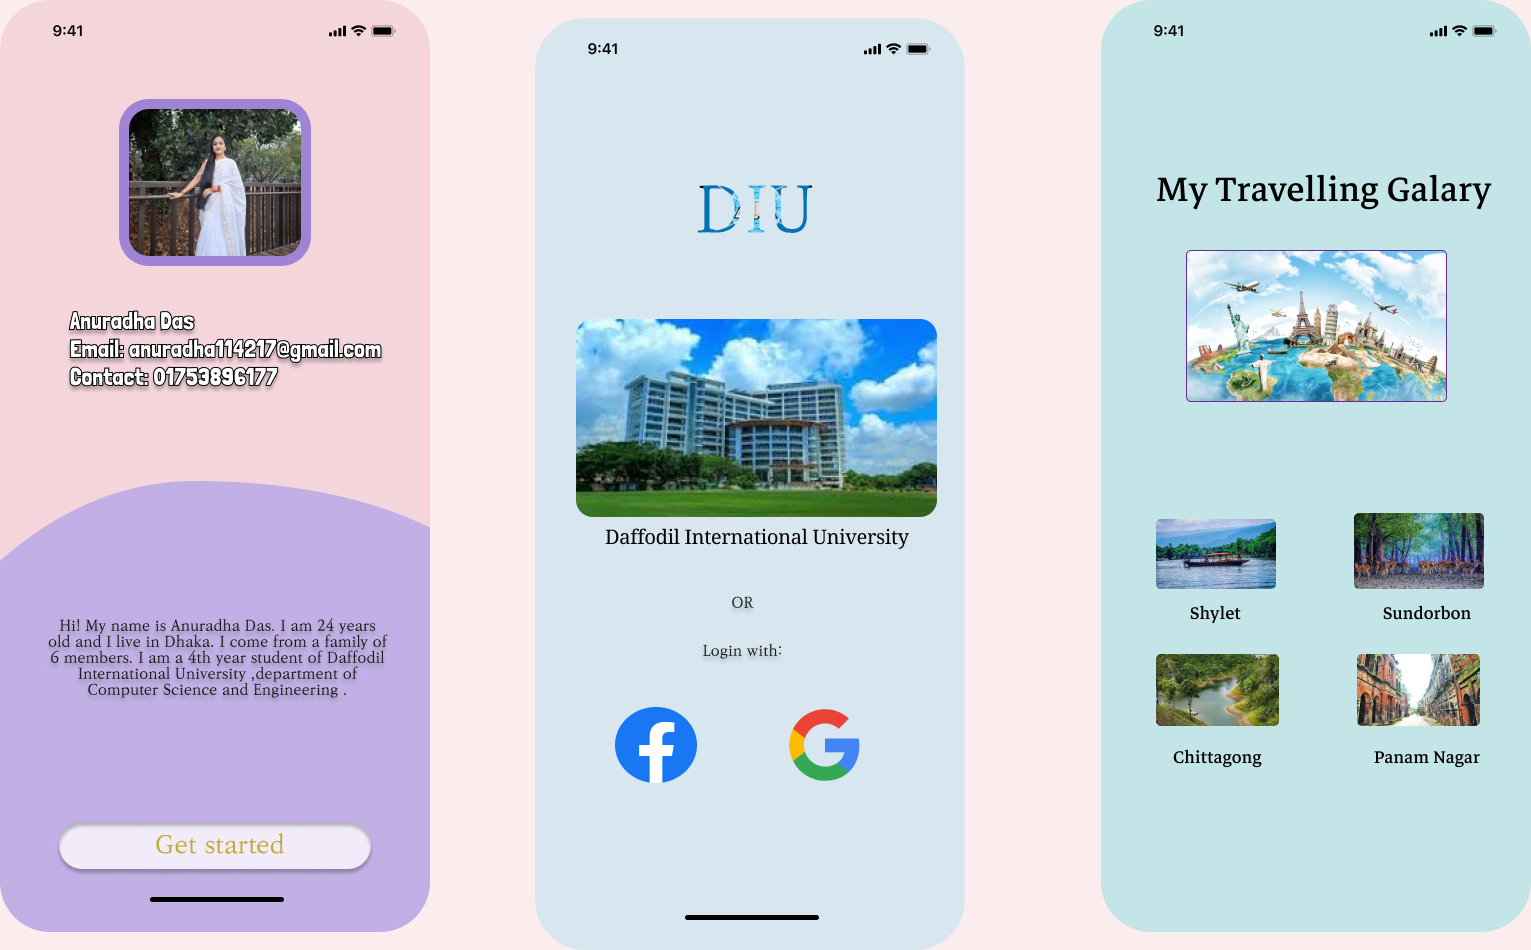 9:41
Anuradha Das
Email: anuradha114217@gmail.com
Contact: 01753896177
Hi! My name is Anuradha Das. I am 24 years
old and I live in Dhaka. I come from a family of
6 members. I am a 4th year student of Daffodil
International University ,department of
Computer Science and Engineering .
Get started
9:41
DIU
Daffodil International University
OR
Login with:
9:41
My Travelling Galary
Shylet
Sundorbon
Chittagong
Panam Nagar